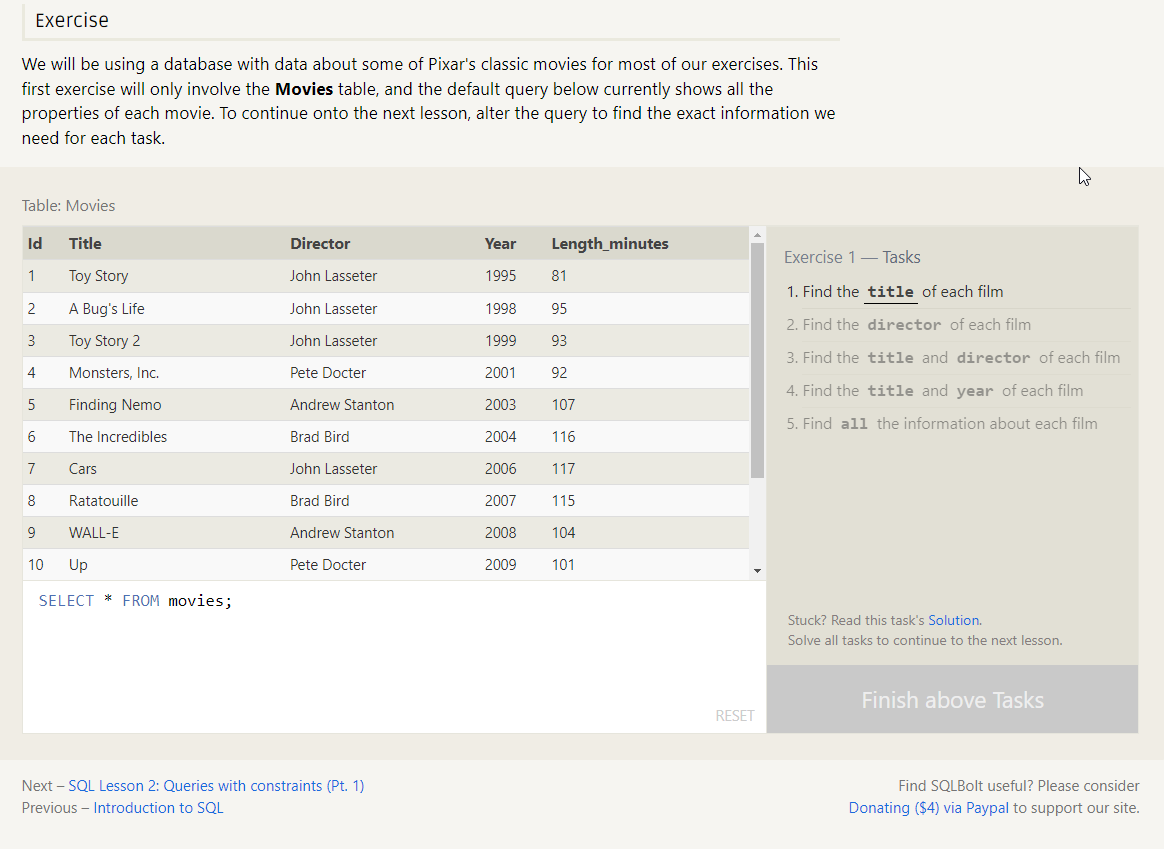 Exercise
We will be using a database with data about some of Pixar's classic movies for most of our exercises. This
first exercise will only involve the Movies table, and the default query below currently shows all the
properties of each movie. To continue onto the next lesson, alter the query to find the exact information we
need for each task.
Table: Movies
Id Title Director Year Length_minutes
1 Toy Story John Lasseter 1995 81
2 A Bug's Life John Lasseter 1998 95
3 Toy Story 2 John Lasseter 1999 93
4 Monsters, Inc. Pete Docter 2001 92
5 Finding Nemo Andrew Stanton 2003 107
6 The Incredibles Brad Bird 2004 116
7 Cars John Lasseter 2006 117
8 Ratatouille Brad Bird 2007 115
9 WALL-E Andrew Stanton 2008 104
10 Up Pete Docter 2009 101
SELECT * FROM movies;
RESET
Exercise 1 — Tasks
1. Find the title of each film
2. Find the director of each film
3. Find the title and director of each film
4. Find the title and year of each film
5. Find all the information about each film
Stuck? Read this task's Solution.
Solve all tasks to continue to the next lesson.
Finish above Tasks
Next – SQL Lesson 2: Queries with constraints (Pt. 1)
Previous – Introduction to SQL
Find SQLBolt useful? Please consider
Donating ($4) via Paypal to support our site.